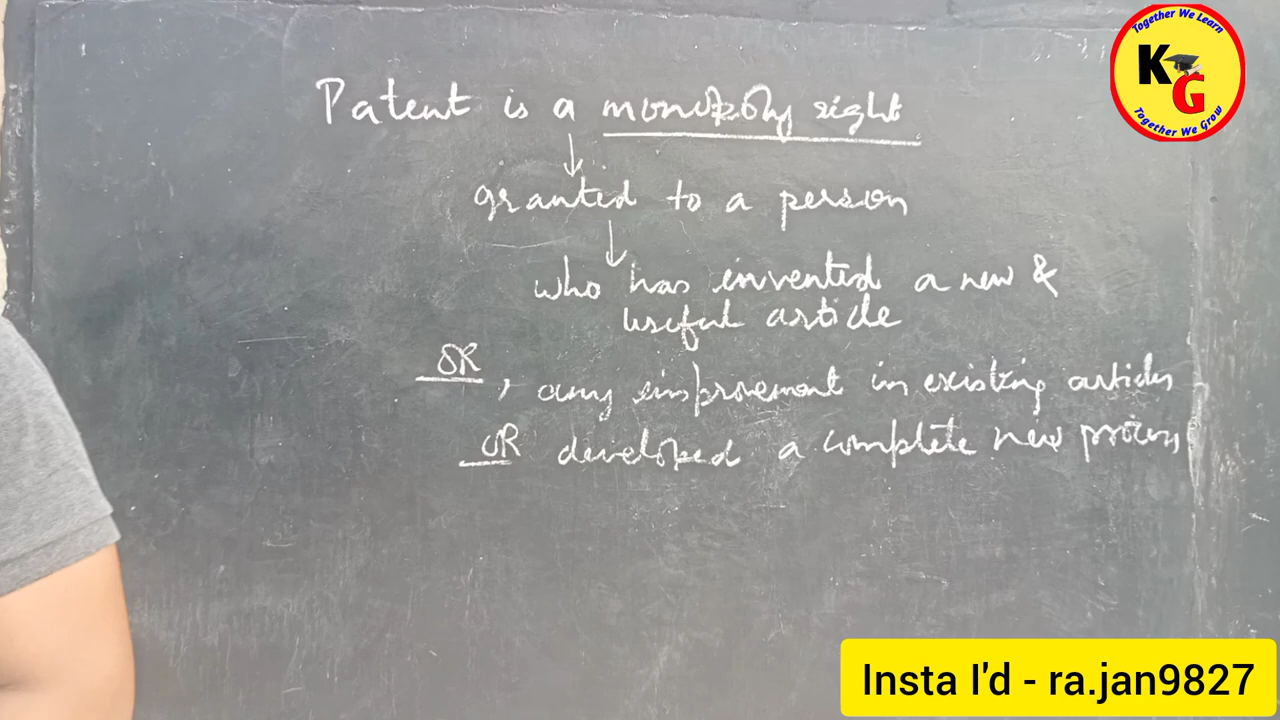 Together We Learn
KG
Together We Grow
Patent is a monopoly right
granted to a person
who has invented a new &
useful article
OR , any improvement in existing articles
OR developed a complete new process
Insta I'd - ra.jan9827